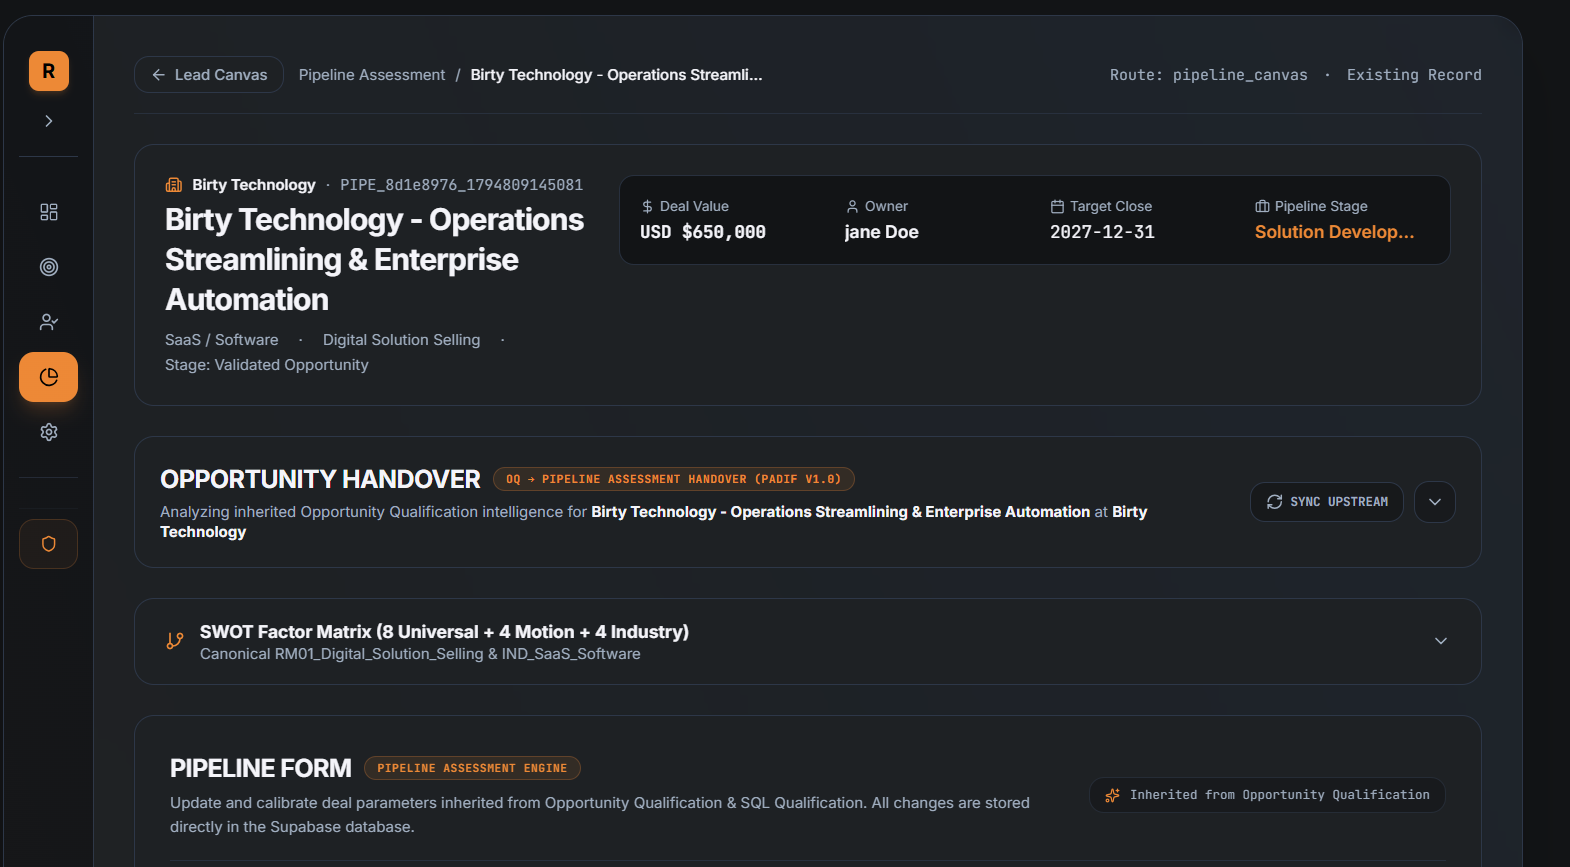 R
← Lead Canvas
Pipeline Assessment / Birty Technology - Operations Streamli...
Route: pipeline_canvas · Existing Record
Birty Technology · PIPE_8d1e8976_1794809145081
Birty Technology - Operations
Streamlining & Enterprise
Automation
SaaS / Software · Digital Solution Selling ·
Stage: Validated Opportunity
Deal Value
USD $650,000
Owner
jane Doe
Target Close
2027-12-31
Pipeline Stage
Solution Develop...
OPPORTUNITY HANDOVER
OQ → PIPELINE ASSESSMENT HANDOVER (PADIF V1.0)
Analyzing inherited Opportunity Qualification intelligence for Birty Technology - Operations Streamlining & Enterprise Automation at Birty
Technology
SYNC UPSTREAM
SWOT Factor Matrix (8 Universal + 4 Motion + 4 Industry)
Canonical RM01_Digital_Solution_Selling & IND_SaaS_Software
PIPELINE FORM
PIPELINE ASSESSMENT ENGINE
Update and calibrate deal parameters inherited from Opportunity Qualification & SQL Qualification. All changes are stored
directly in the Supabase database.
Inherited from Opportunity Qualification